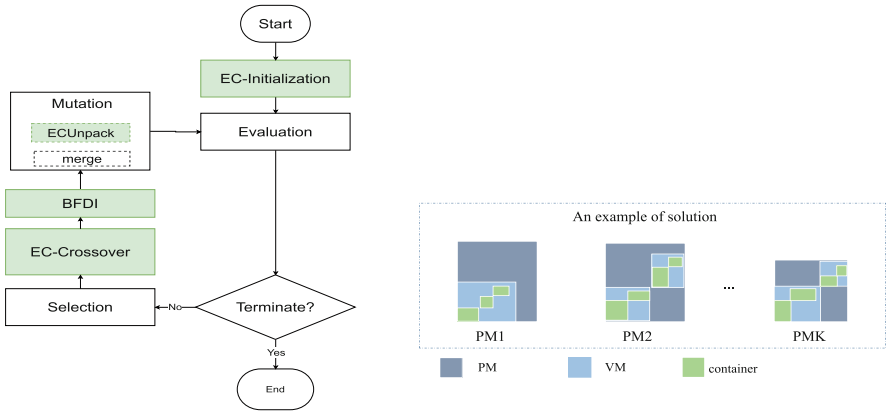 Start
EC-Initialization
Mutation
ECUnpack
merge
Evaluation
BFDI
EC-Crossover
Selection
No
Terminate?
Yes
End
An example of solution
...
PM1
PM2
PMK
PM
VM
container